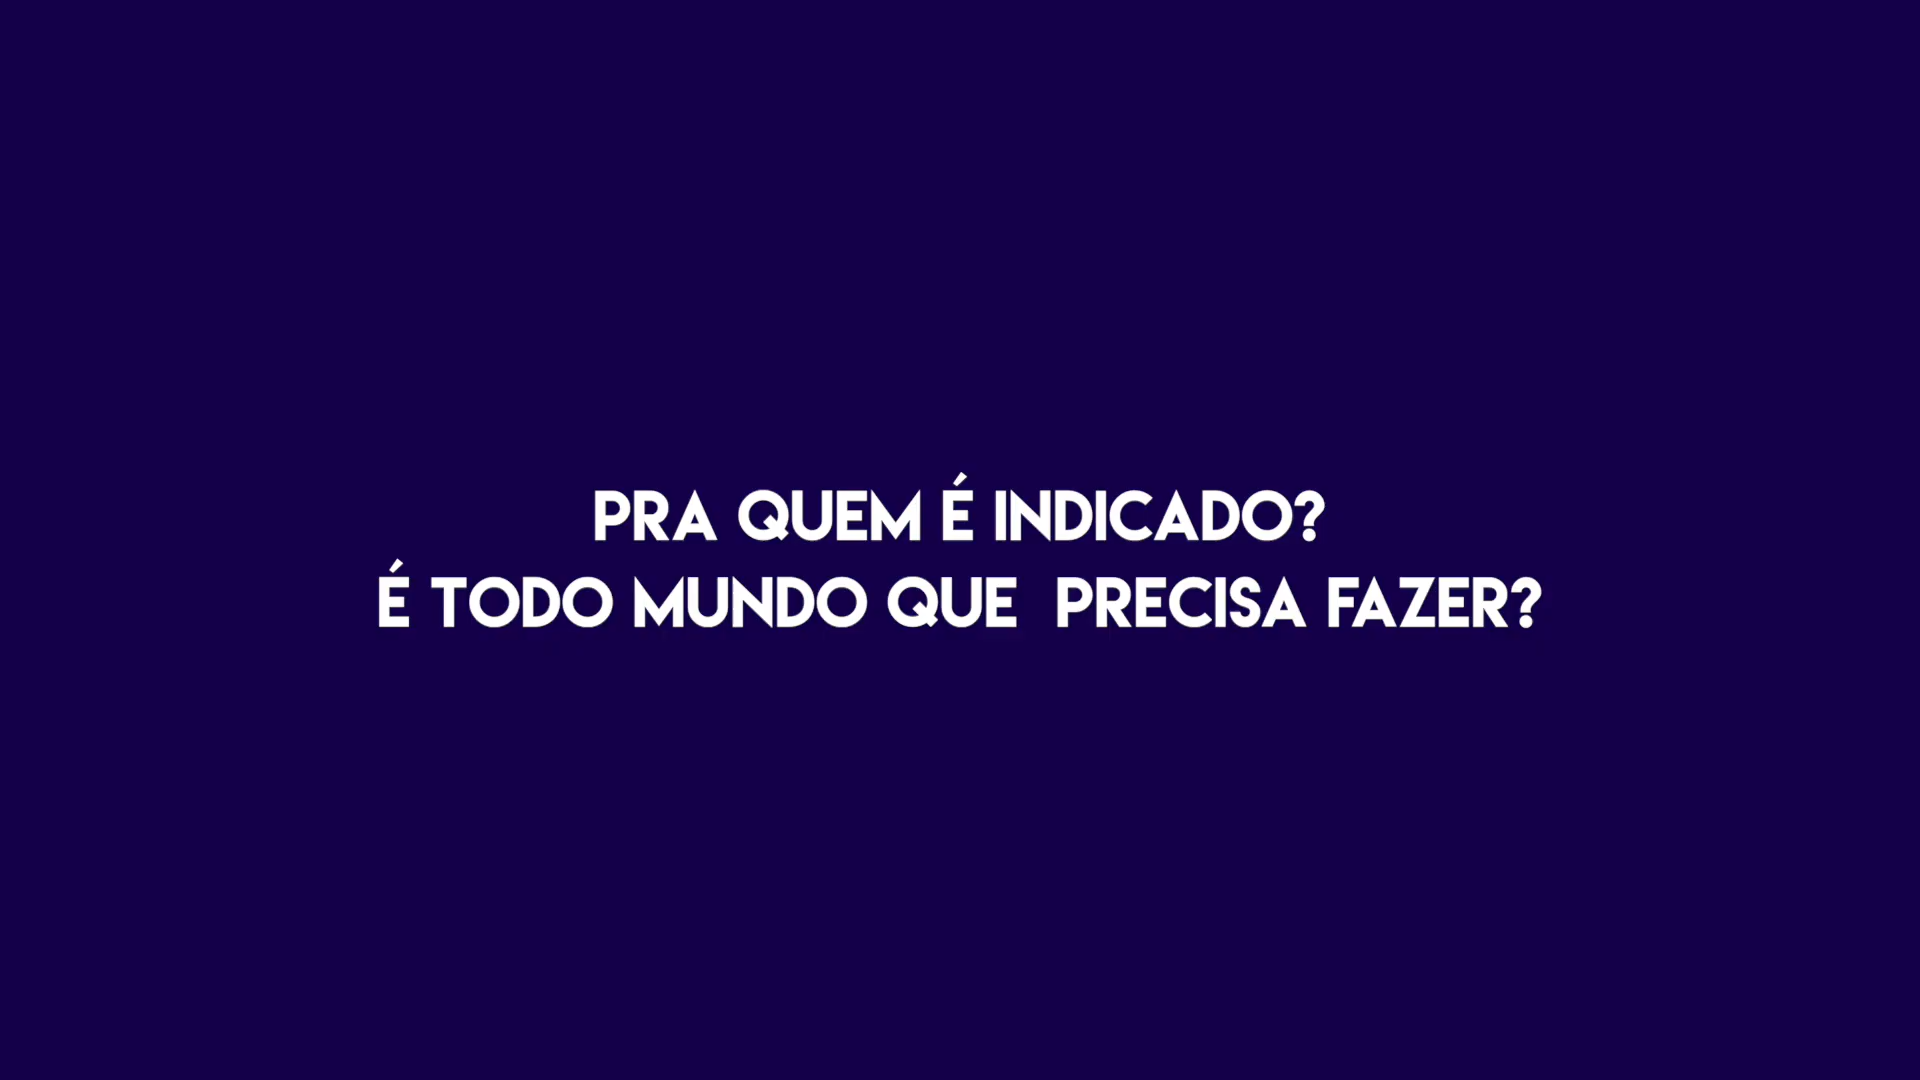 PRA QUEM É INDICADO?
É TODO MUNDO QUE  PRECISA FAZER?